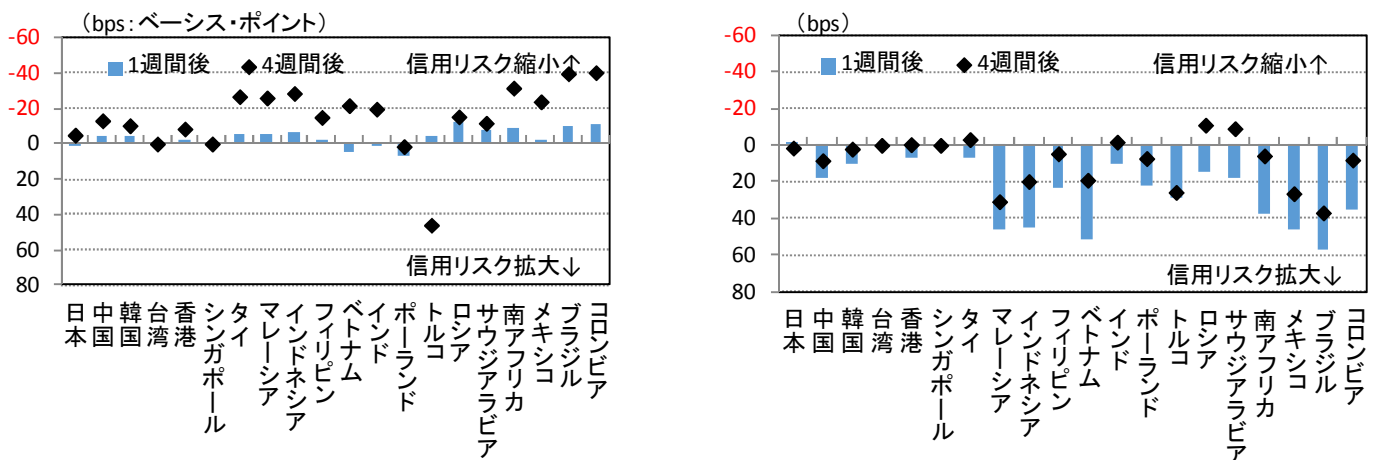 （bps：ベーシス・ポイント）
-60
-40
-20
0
20
40
60
80
1週間後
4週間後
信用リスク縮小↑
信用リスク拡大↓
日本
中国
韓国
台湾
香港
シンガポール
タイ
マレーシア
インドネシア
フィリピン
ベトナム
インド
ポーランド
トルコ
ロシア
サウジアラビア
南アフリカ
メキシコ
ブラジル
コロンビア
（bps）
-60
-40
-20
0
20
40
60
80
1週間後
4週間後
信用リスク縮小↑
信用リスク拡大↓
日本
中国
韓国
台湾
香港
シンガポール
タイ
マレーシア
インドネシア
フィリピン
ベトナム
インド
ポーランド
トルコ
ロシア
サウジアラビア
南アフリカ
メキシコ
ブラジル
コロンビア